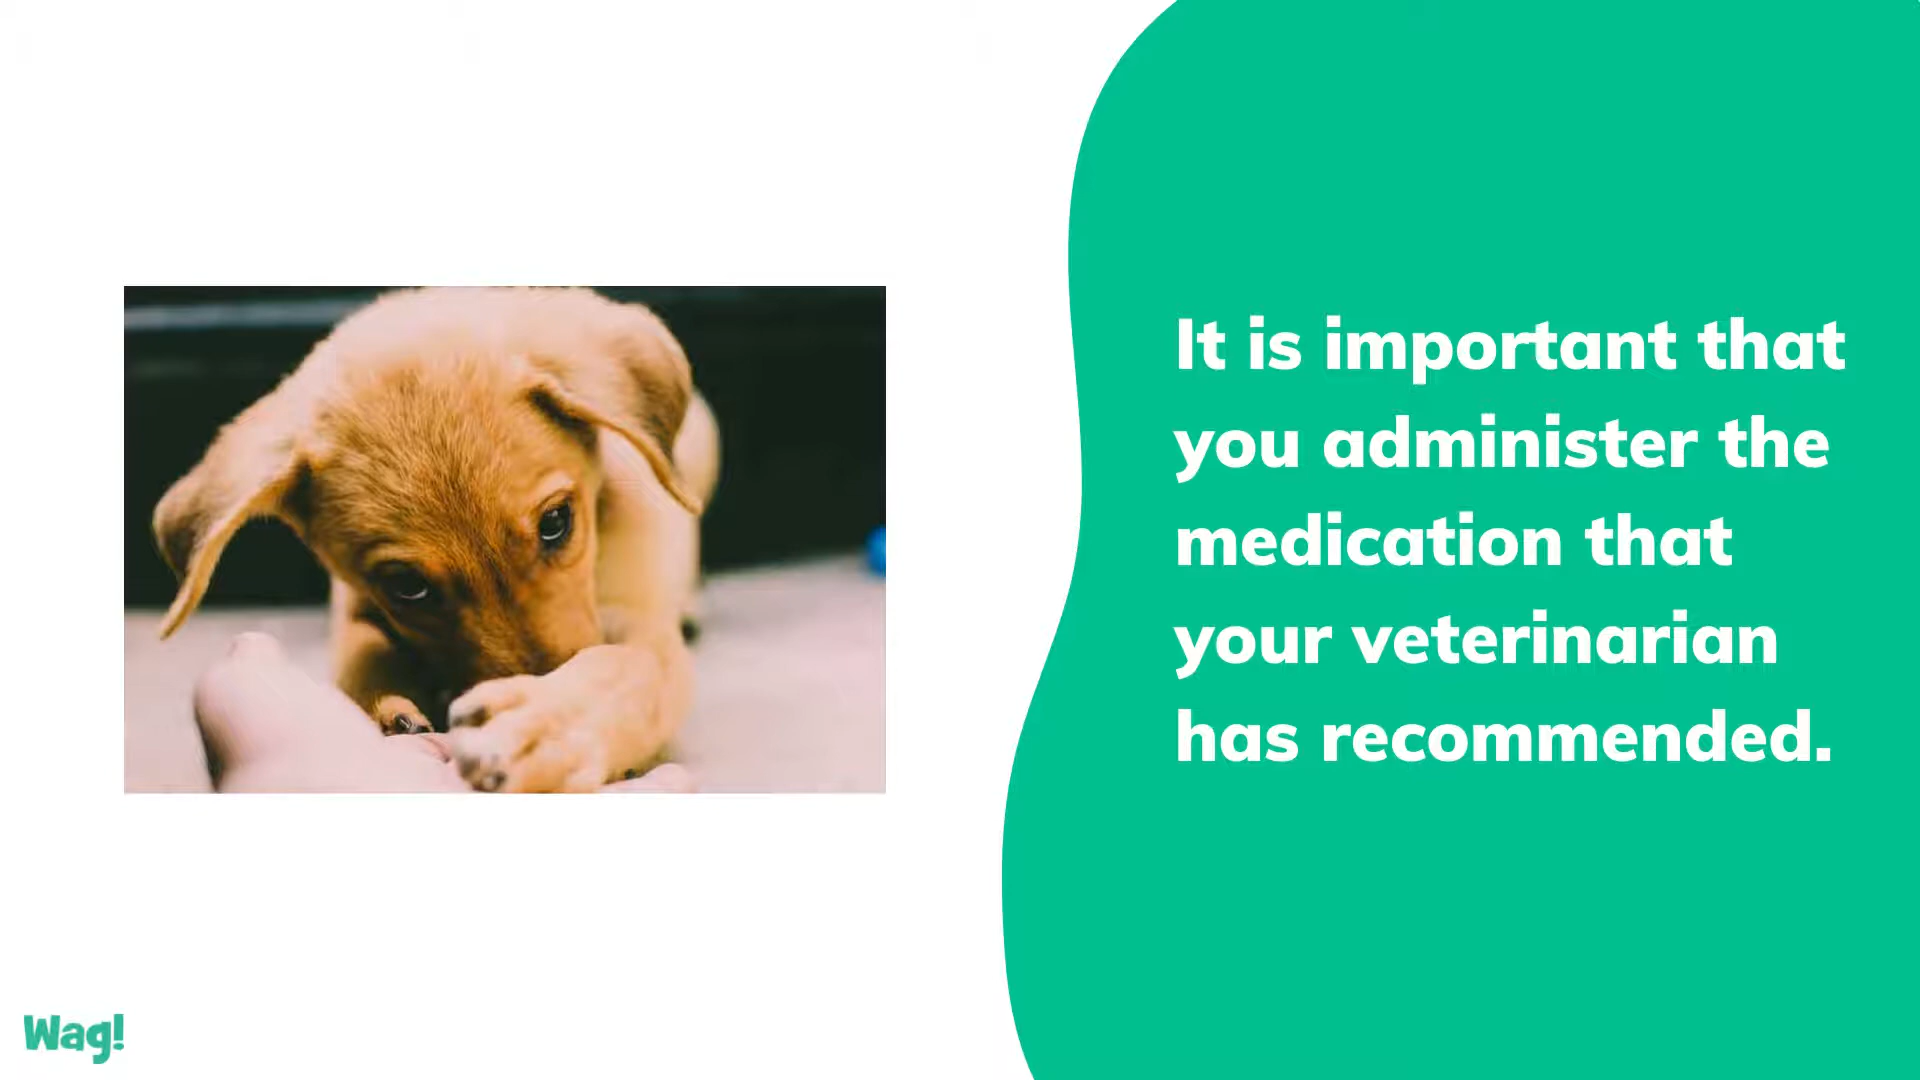 It is important that
you administer the
medication that
your veterinarian
has recommended.
Wag!